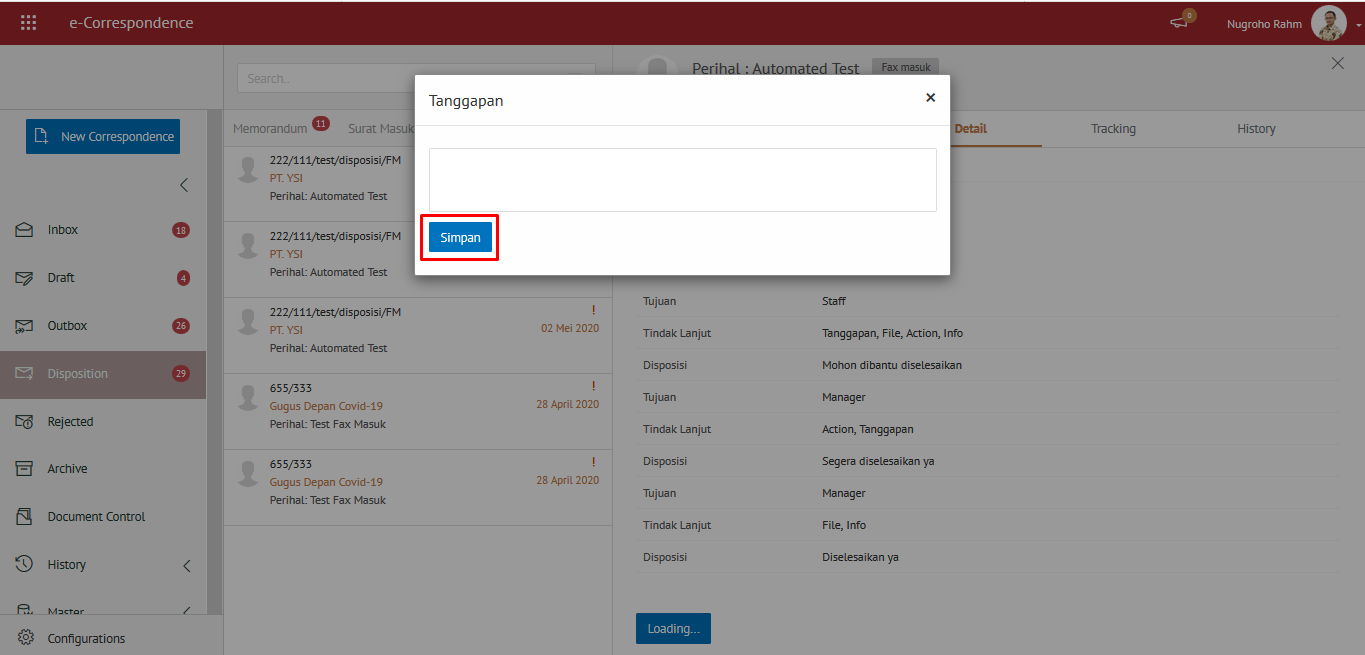 e-Correspondence
0
Nugroho Rahm
Search..
Perihal : Automated Test
Fax masuk
Tanggapan
×
New Correspondence
Memorandum
11
Surat Masuk
Detail
Tracking
History
222/111/test/disposisi/FM
PT. YSI
Perihal: Automated Test
Inbox
18
Simpan
222/111/test/disposisi/FM
PT. YSI
Perihal: Automated Test
Draft
4
Outbox
26
222/111/test/disposisi/FM
!
PT. YSI
02 Mei 2020
Perihal: Automated Test
Tujuan
Staff
Tindak Lanjut
Tanggapan, File, Action, Info
Disposisi
Mohon dibantu diselesaikan
Disposition
29
655/333
!
Gugus Depan Covid-19
28 April 2020
Perihal: Test Fax Masuk
Tujuan
Manager
Tindak Lanjut
Action, Tanggapan
Rejected
Archive
655/333
!
Gugus Depan Covid-19
28 April 2020
Perihal: Test Fax Masuk
Disposisi
Segera diselesaikan ya
Tujuan
Manager
Document Control
Tindak Lanjut
File, Info
History
Disposisi
Diselesaikan ya
Master
Configurations
Loading...